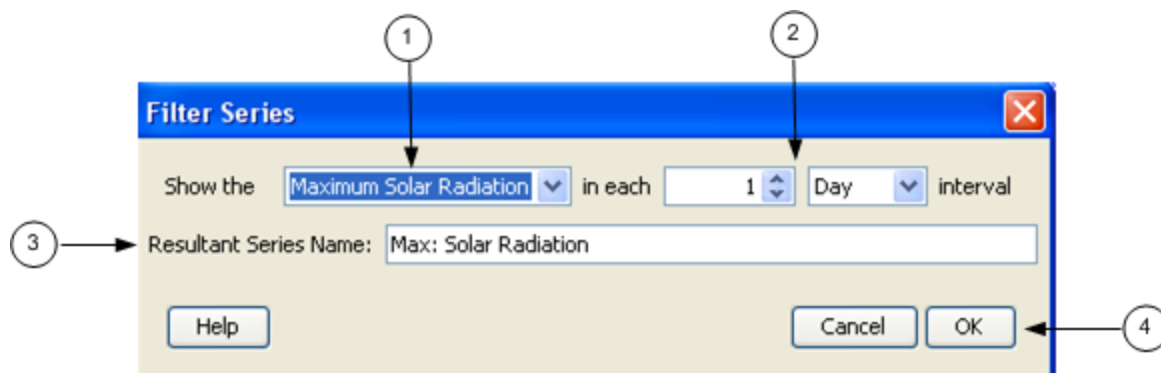 1
2
Filter Series
Show the Maximum Solar Radiation in each 1 Day interval
3 Resultant Series Name: Max: Solar Radiation
Help Cancel OK 4